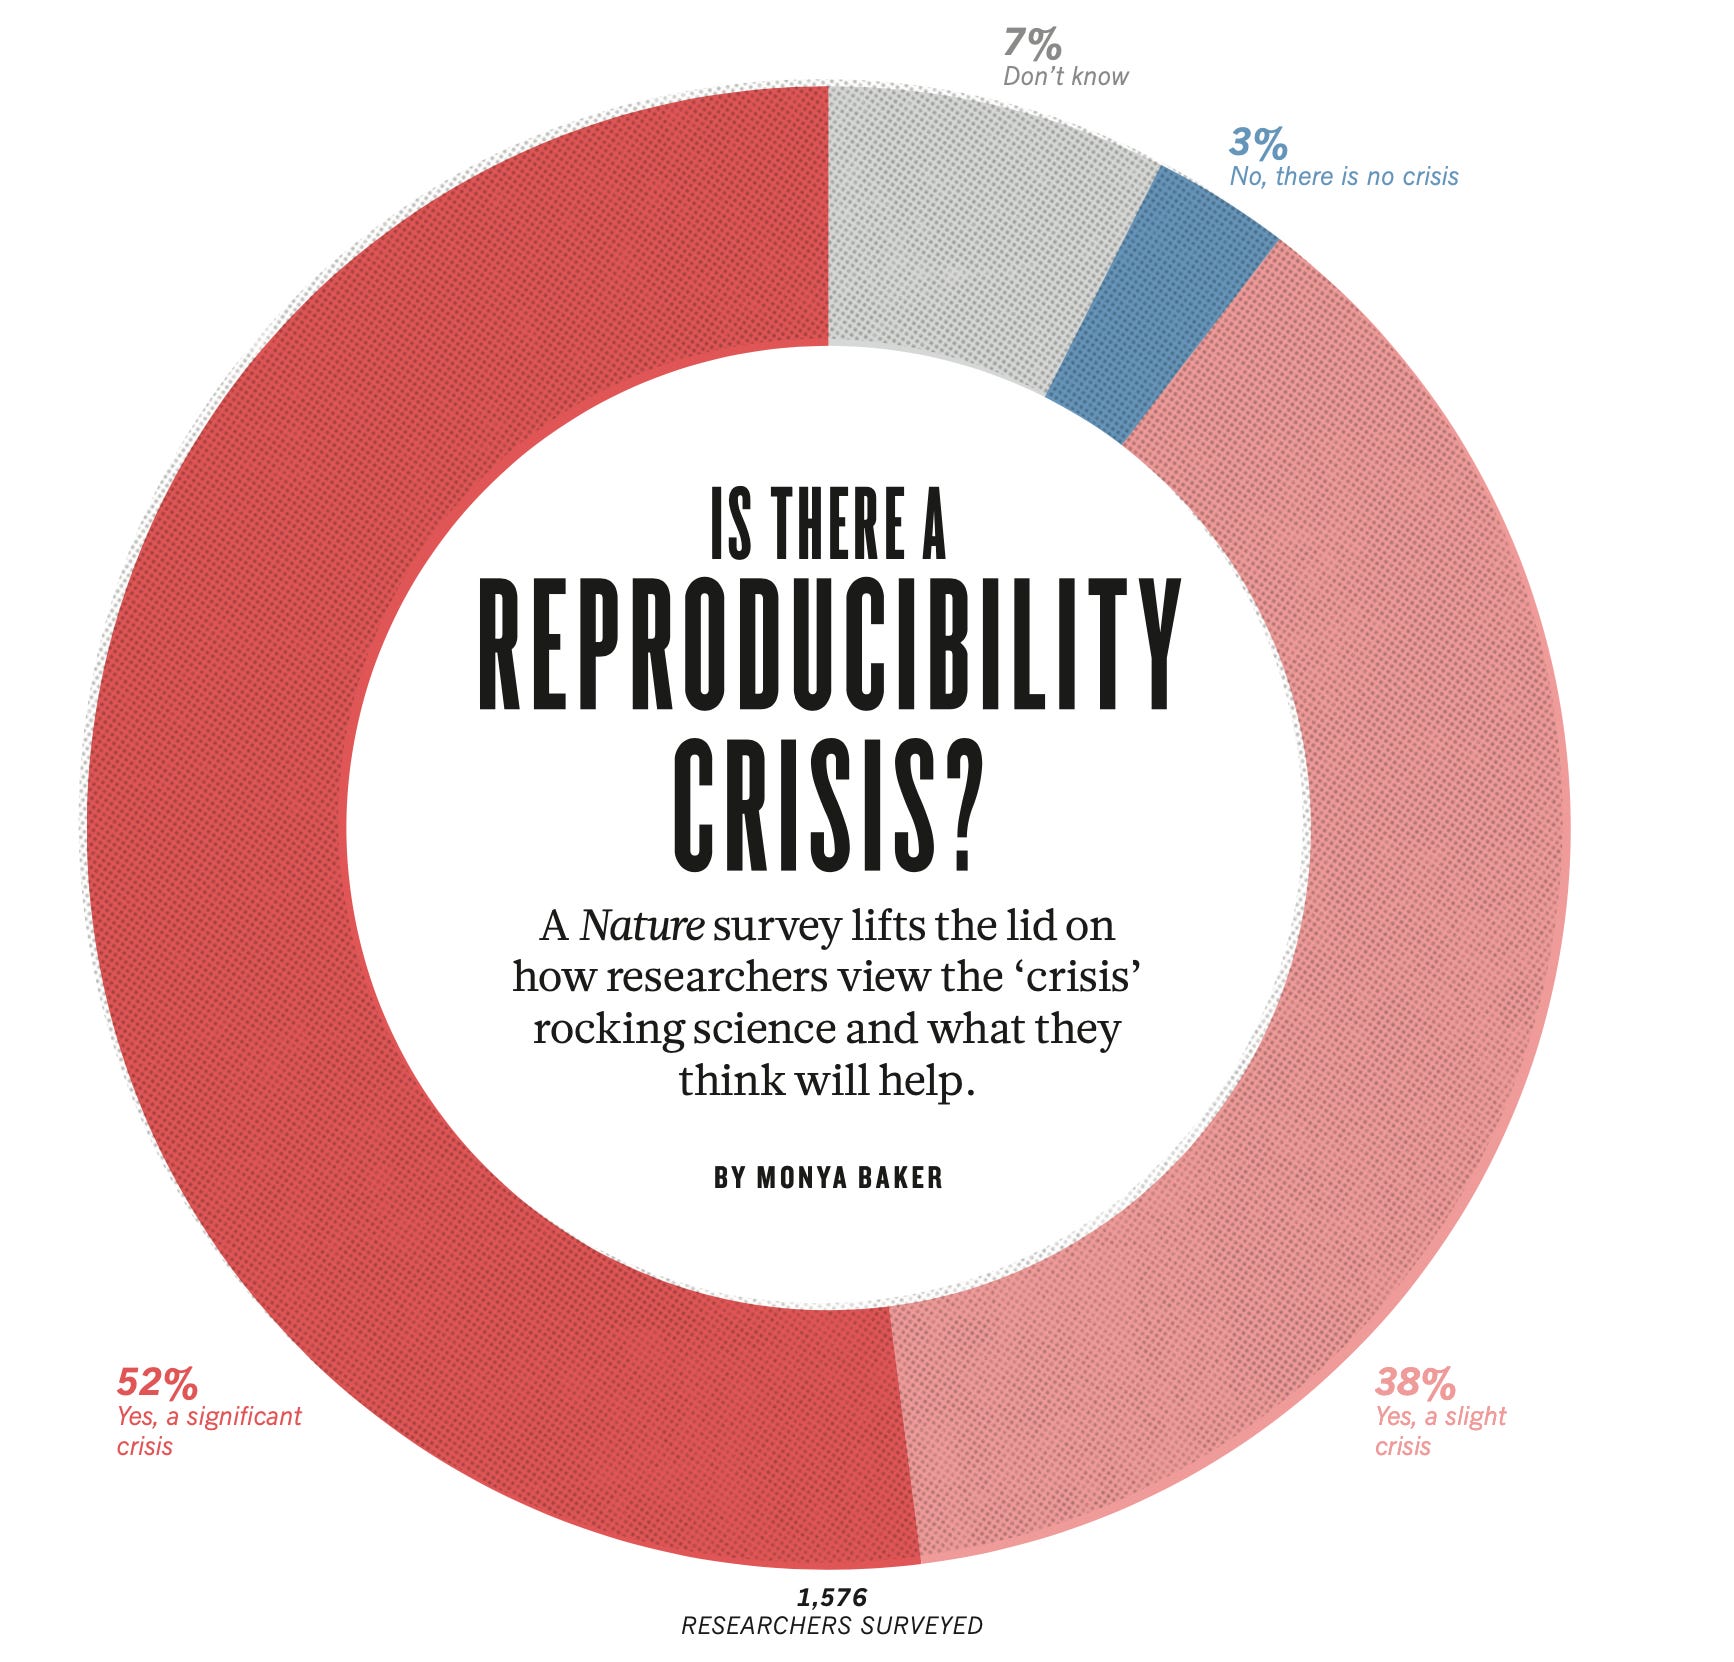 7%
Don’t know
3%
No, there is no crisis
IS THERE A
REPRODUCIBILITY
CRISIS?
A Nature survey lifts the lid on
how researchers view the ‘crisis’
rocking science and what they
think will help.
BY MONYA BAKER
52%
Yes, a significant
crisis
38%
Yes, a slight
crisis
1,576
RESEARCHERS SURVEYED